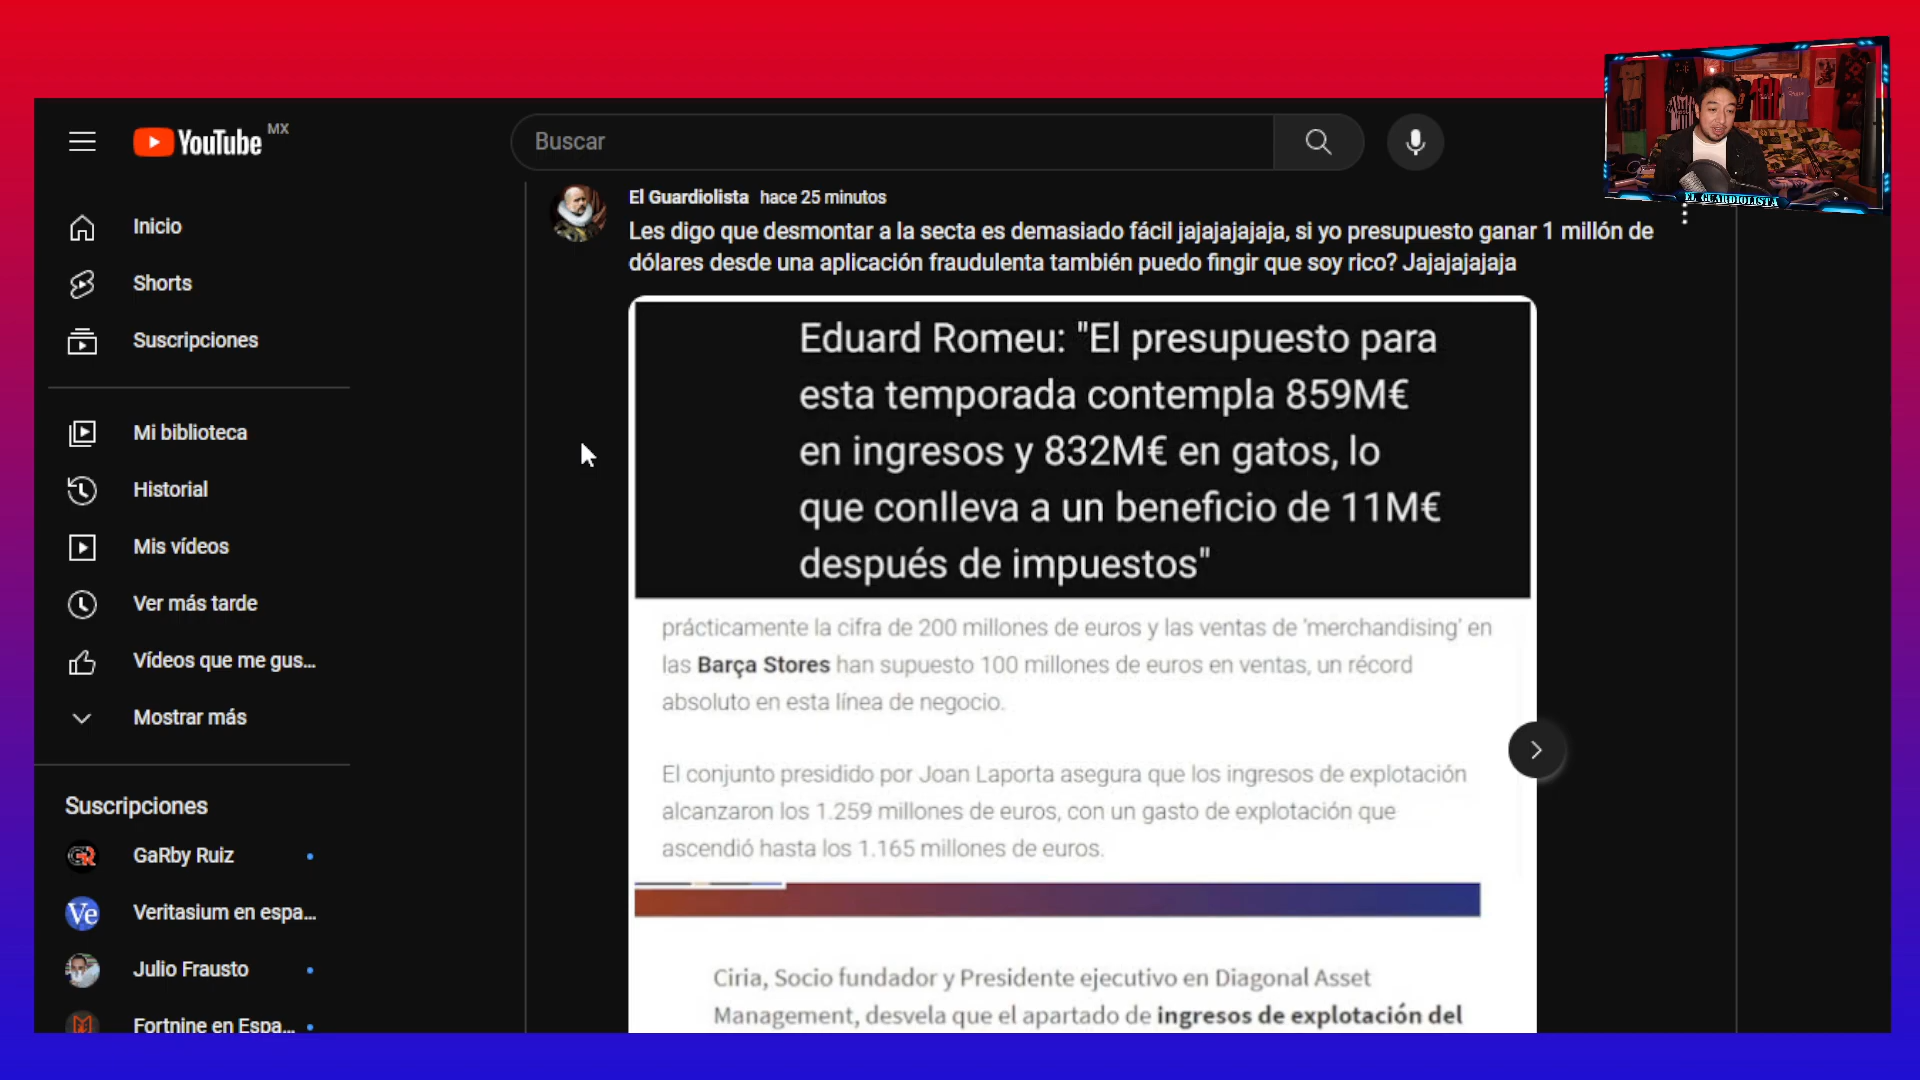 YouTube MX
Buscar
EL GUARDIOLISTA
Inicio
Shorts
Suscripciones
Mi biblioteca
Historial
Mis vídeos
Ver más tarde
Vídeos que me gus...
Mostrar más
Suscripciones
GaRby Ruiz
Ve
Veritasium en espa...
Julio Frausto
Fortnine en Espa...
El Guardiolista hace 25 minutos
Les digo que desmontar a la secta es demasiado fácil jajajajajaja, si yo presupuesto ganar 1 millón de
dólares desde una aplicación fraudulenta también puedo fingir que soy rico? Jajajajajaja
Eduard Romeu: "El presupuesto para
esta temporada contempla 859M€
en ingresos y 832M€ en gatos, lo
que conlleva a un beneficio de 11M€
después de impuestos"
prácticamente la cifra de 200 millones de euros y las ventas de 'merchandising' en
las Barça Stores han supuesto 100 millones de euros en ventas, un récord
absoluto en esta línea de negocio.
El conjunto presidido por Joan Laporta asegura que los ingresos de explotación
alcanzaron los 1.259 millones de euros, con un gasto de explotación que
ascendió hasta los 1.165 millones de euros.
Ciria, Socio fundador y Presidente ejecutivo en Diagonal Asset
Management, desvela que el apartado de ingresos de explotación del